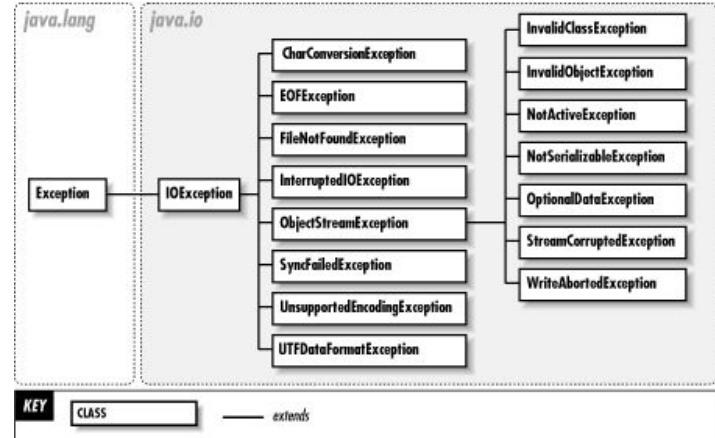 java.lang
java.io
Exception
IOException
CharConversionException
EOFException
FileNotFoundException
InterruptedIOException
ObjectStreamException
SyncFailedException
UnsupportedEncodingException
UTFDataFormatException
InvalidClassException
InvalidObjectException
NotActiveException
NotSerializableException
OptionalDataException
StreamCorruptedException
WriteAbortedException
KEY
CLASS
extends